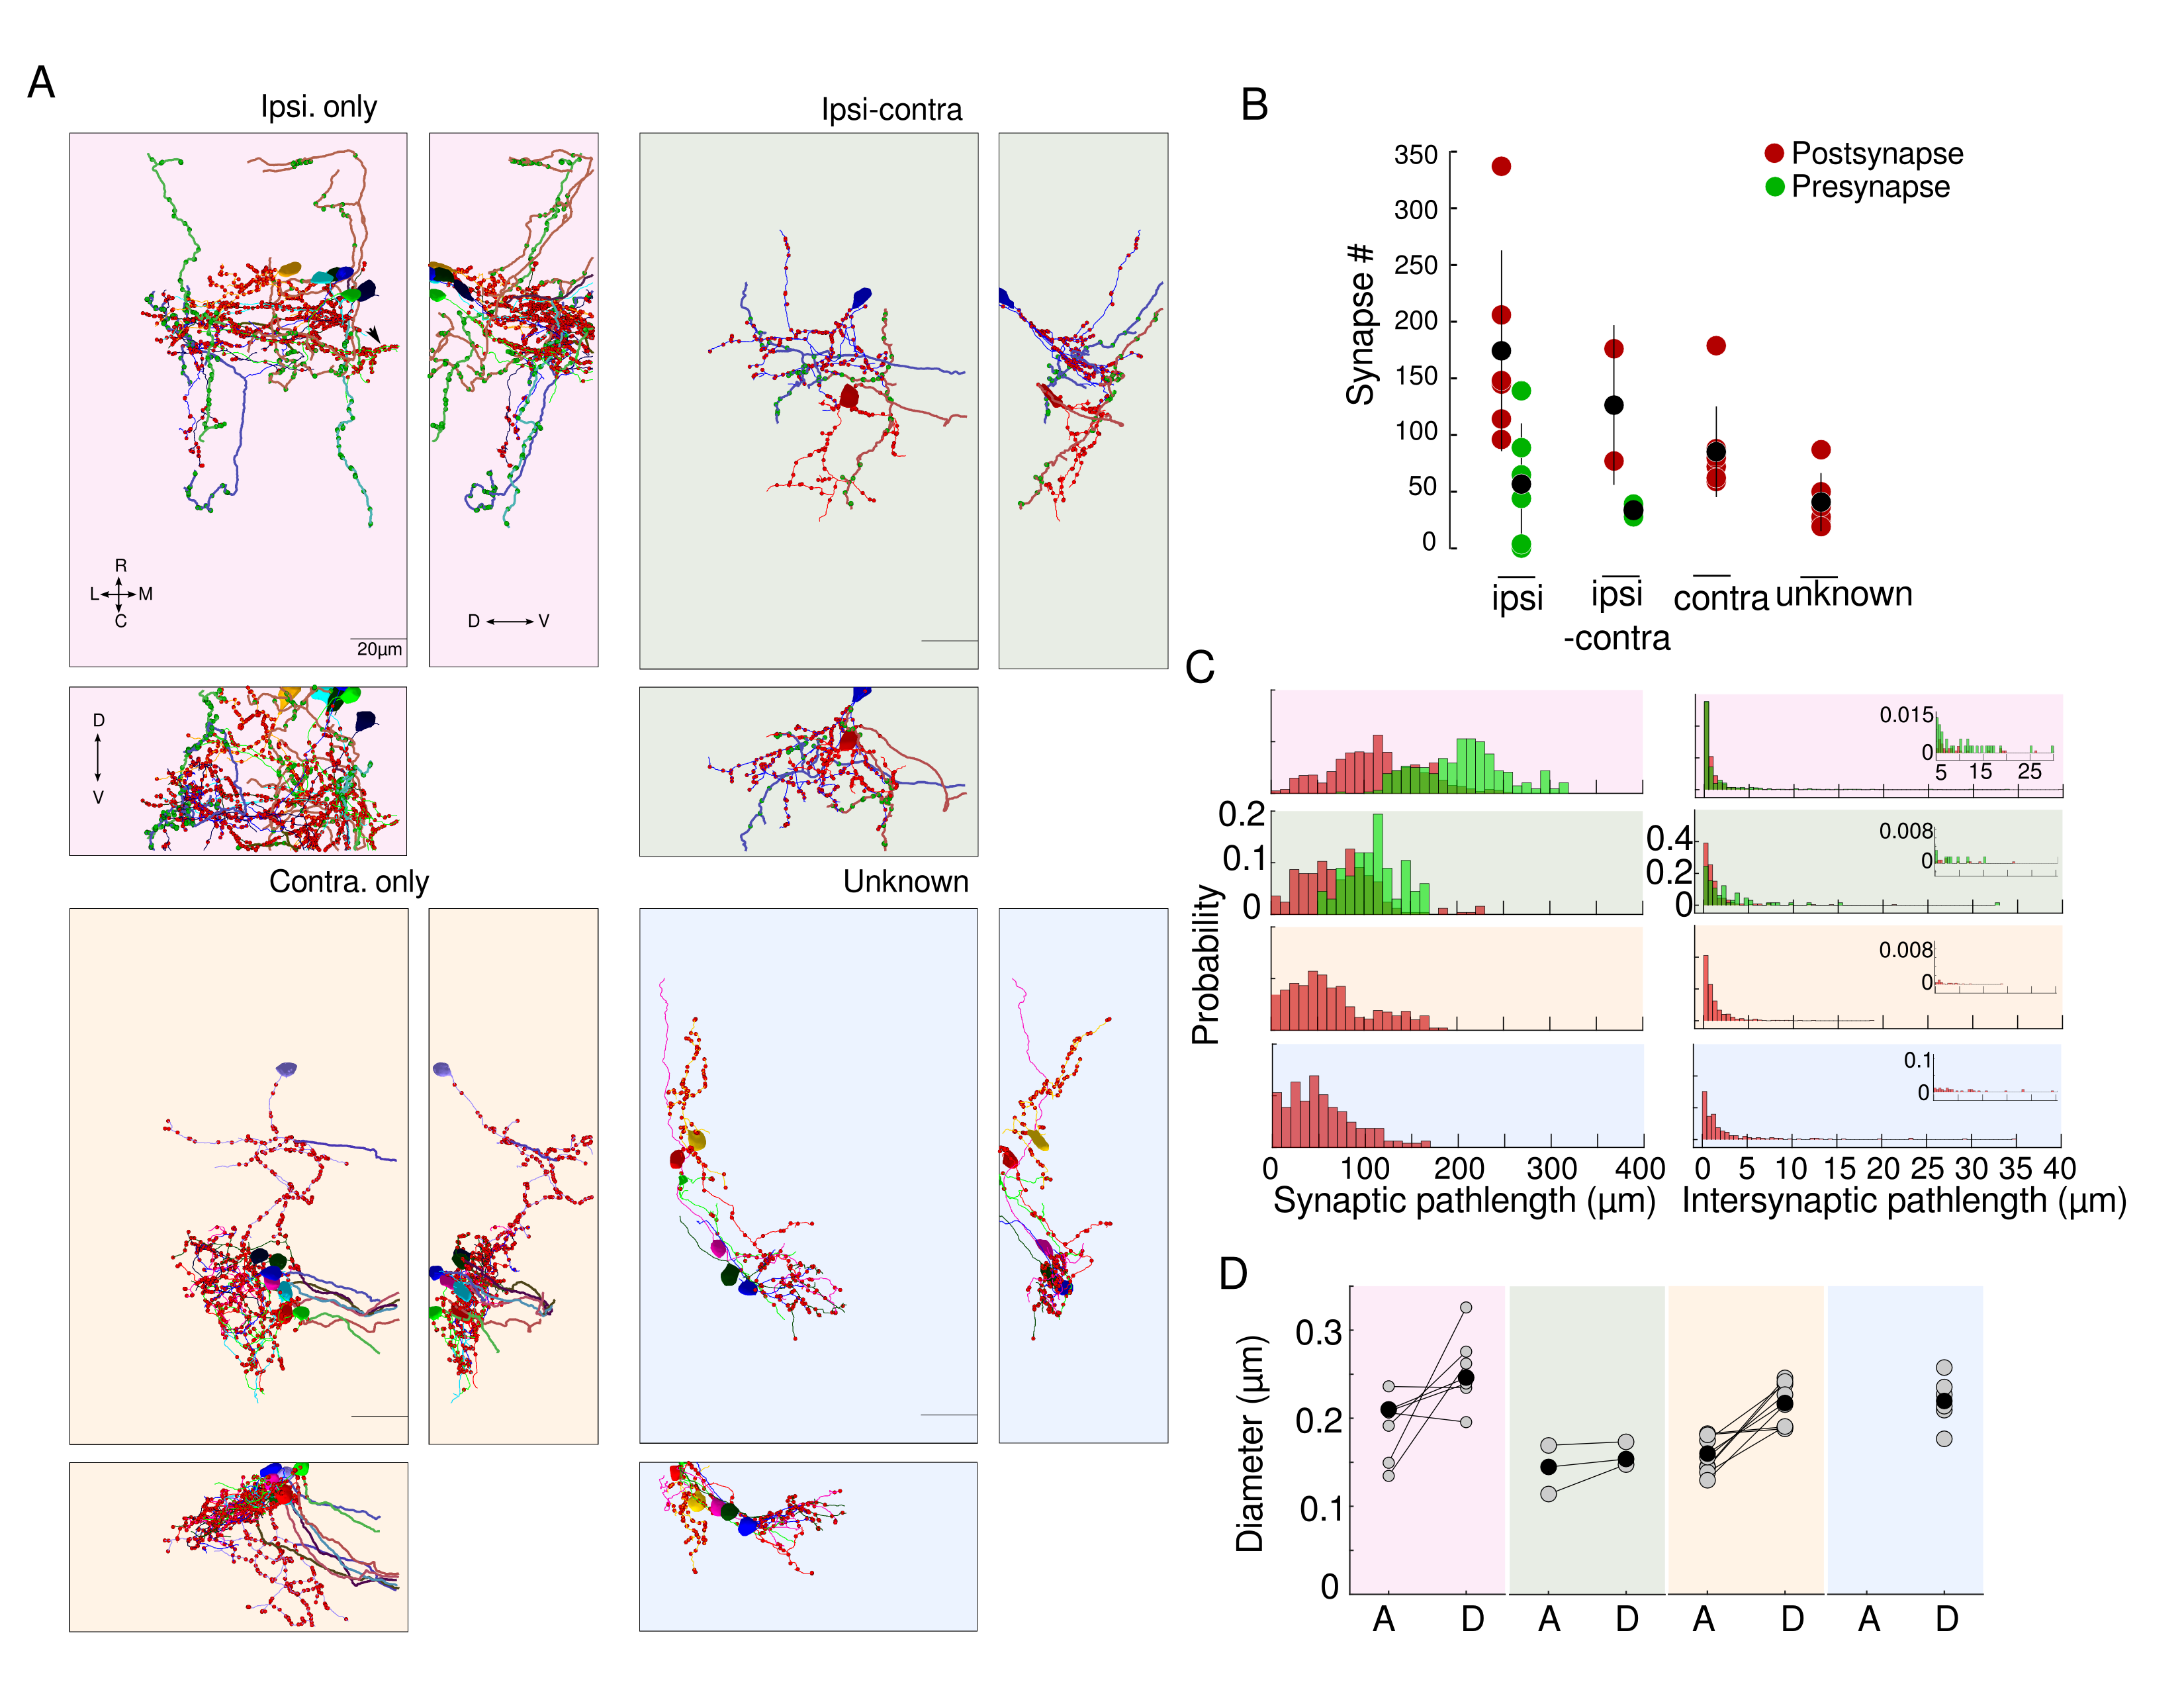 A
Ipsi. only
Ipsi-contra
R
L M
C
D V
20µm
D
V
Contra. only
Unknown
B
350
300
250
200
150
100
50
0
Synapse #
Postsynapse
Presynapse
ipsi
ipsi
-contra
contra
unknown
C
0.2
0.1
0
Probability
0 100 200 300 400
Synaptic pathlength (µm)
0.015
0
5 15 25
0.4
0.2
0
0.008
0
0.008
0
0.1
0
0 5 10 15 20 25 30 35 40
Intersynaptic pathlength (µm)
D
0.3
0.2
0.1
0
Diameter (µm)
A D A D A D A D